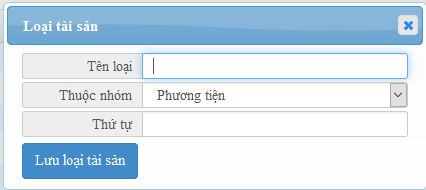 Loại tài sản
Tên loại
Thuộc nhóm Phương tiện
Thứ tự
Lưu loại tài sản